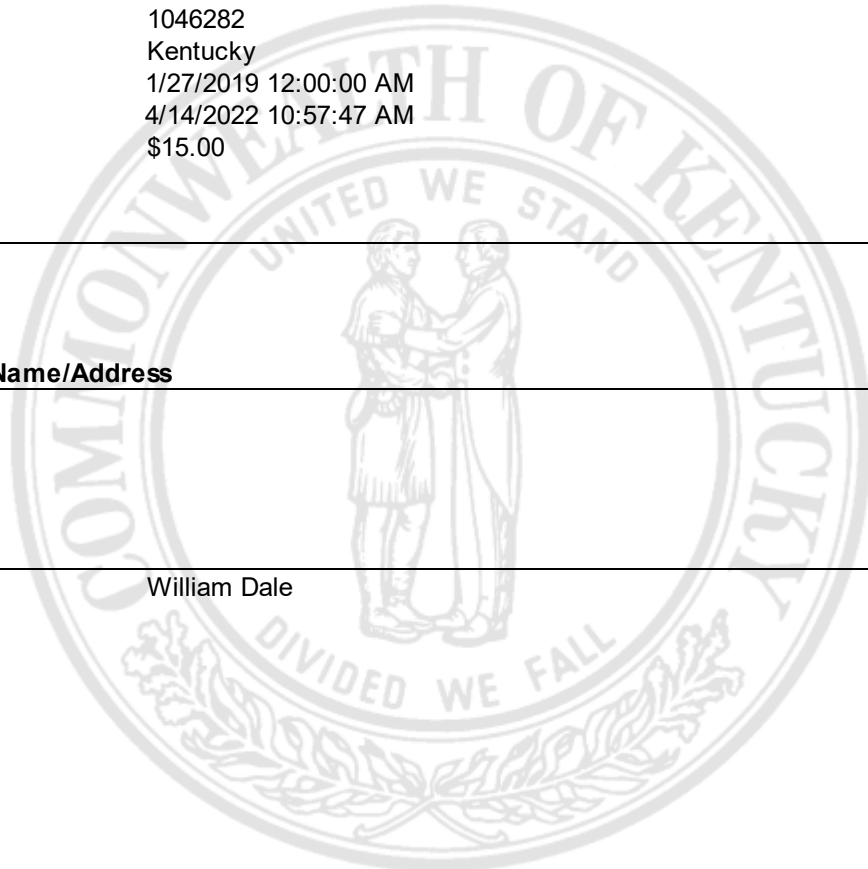 1046282
Kentucky
1/27/2019 12:00:00 AM
4/14/2022 10:57:47 AM
$15.00
COMMONWEALTH OF KENTUCKY
UNITED WE STAND
Name/Address
William Dale
DIVIDED WE FALL